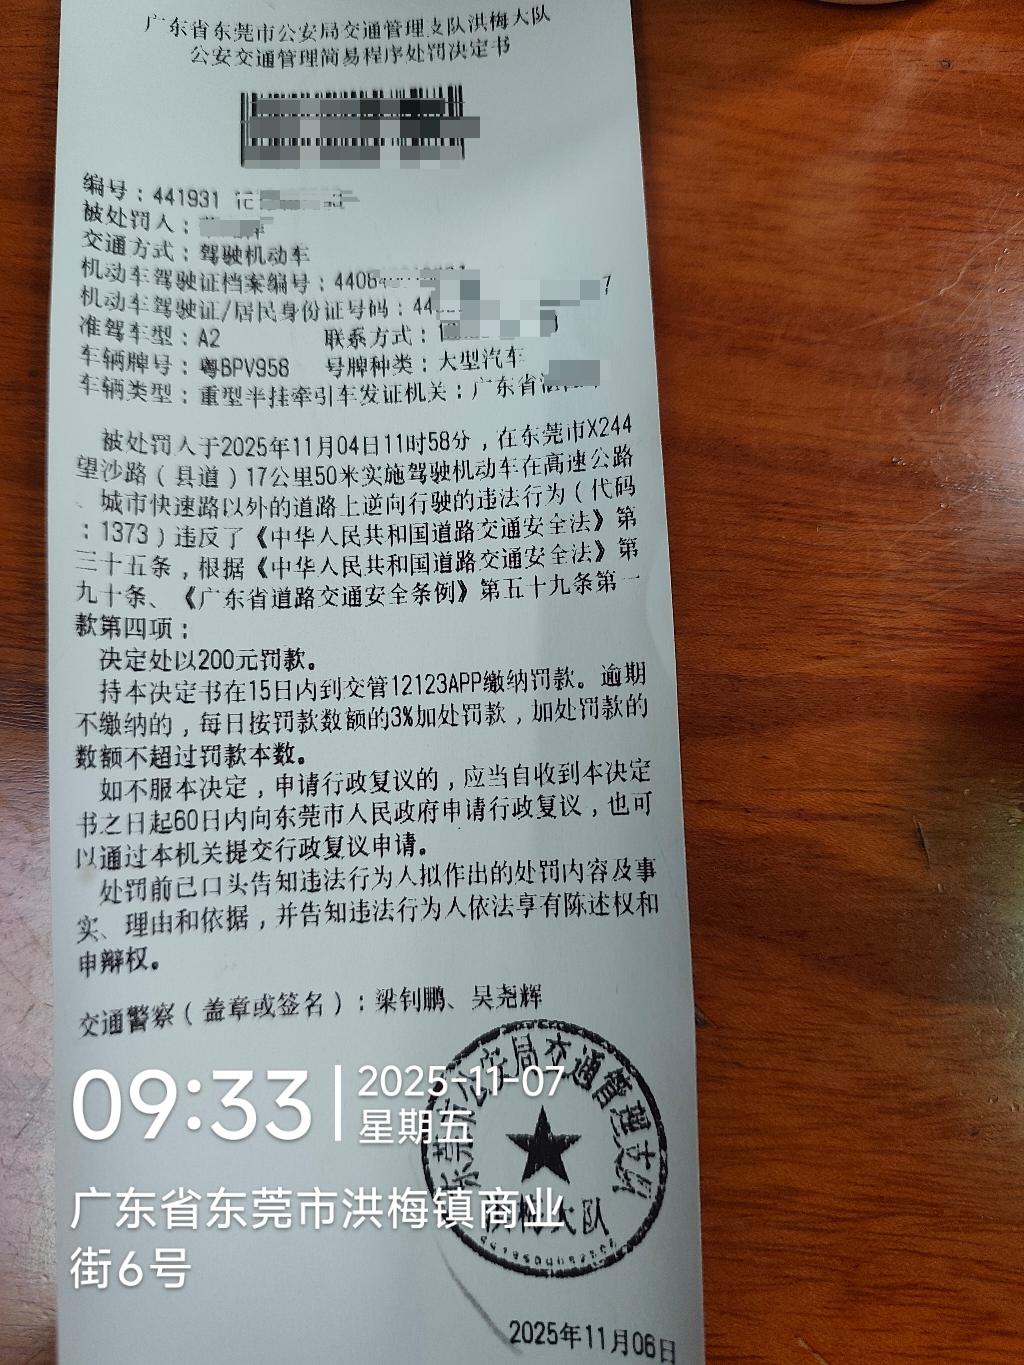 广东省东莞市公安局交通管理支队洪梅大队
公安交通管理简易程序处罚决定书
编号：441931
被处罚人：
交通方式：驾驶机动车
机动车驾驶证档案编号：4408
机动车驾驶证/居民身份证号码：44
准驾车型：A2 联系方式：
车辆牌号：粤BPV958 号牌种类：大型汽车
车辆类型：重型半挂牵引车发证机关：广东省
被处罚人于2025年11月04日11时58分，在东莞市X244
望沙路（县道）17公里50米实施驾驶机动车在高速公路
、城市快速路以外的道路上逆向行驶的违法行为（代码
：1373）违反了《中华人民共和国道路交通安全法》第
三十五条，根据《中华人民共和国道路交通安全法》第
九十条、《广东省道路交通安全条例》第五十九条第一
款第四项：
决定处以200元罚款。
持本决定书在15日内到交管12123APP缴纳罚款。逾期
不缴纳的，每日按罚款数额的3%加处罚款，加处罚款的
数额不超过罚款本数。
如不服本决定，申请行政复议的，应当自收到本决定
书之日起60日内向东莞市人民政府申请行政复议，也可
以通过本机关提交行政复议申请。
处罚前已口头告知违法行为人拟作出的处罚内容及事
实、理由和依据，并告知违法行为人依法享有陈述权和
申辩权。
交通警察（盖章或签名）：梁钊鹏、吴尧辉
东莞市公安局交通管理支队
洪梅大队
09:33
2025-11-07
星期五
广东省东莞市洪梅镇商业
街6号
2025年11月06日